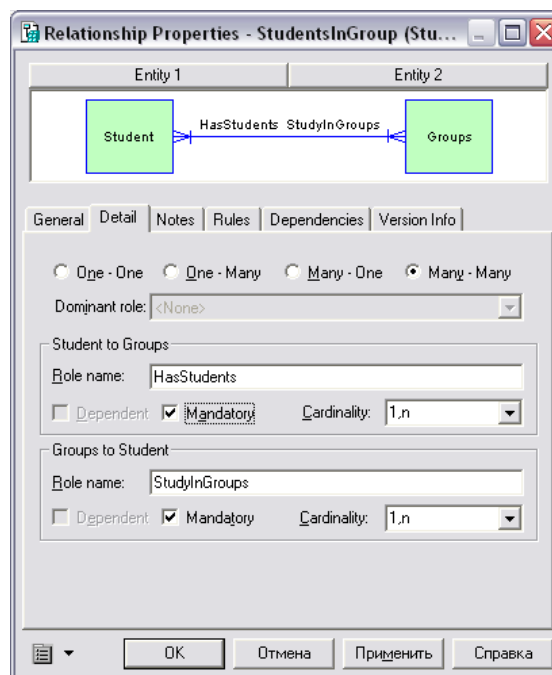 Relationship Properties - StudentsInGroup (Stu...
Entity 1 Entity 2
HasStudents StudyInGroups
Student Groups
General Detail Notes Rules Dependencies Version Info
One - One One - Many Many - One Many - Many
Dominant role: <None>
Student to Groups
Role name: HasStudents
Dependent Mandatory Cardinality: 1,n
Groups to Student
Role name: StudyInGroups
Dependent Mandatory Cardinality: 1,n
OK Отмена Применить Справка